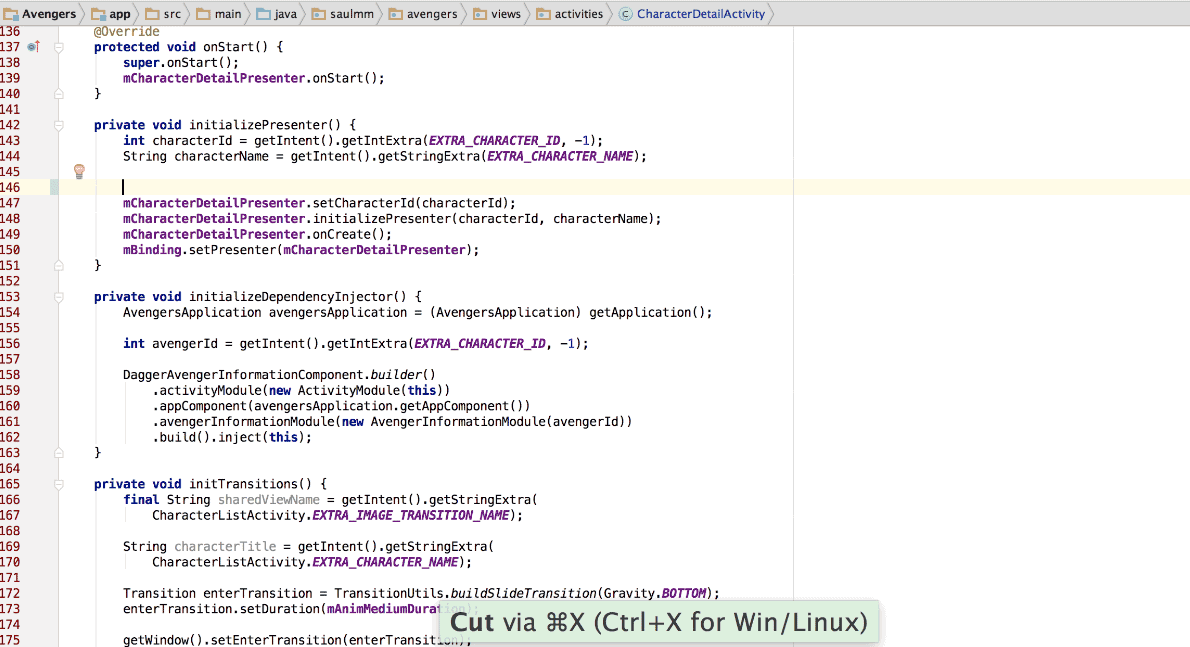 Avengers app src main java saulmm avengers views activities CharacterDetailActivity
136 @Override
137 protected void onStart() {
138 super.onStart();
139 mCharacterDetailPresenter.onStart();
140 }
141
142 private void initializePresenter() {
143 int characterId = getIntent().getIntExtra(EXTRA_CHARACTER_ID, -1);
144 String characterName = getIntent().getStringExtra(EXTRA_CHARACTER_NAME);
145
146
147 mCharacterDetailPresenter.setCharacterId(characterId);
148 mCharacterDetailPresenter.initializePresenter(characterId, characterName);
149 mCharacterDetailPresenter.onCreate();
150 mBinding.setPresenter(mCharacterDetailPresenter);
151 }
152
153 private void initializeDependencyInjector() {
154 AvengersApplication avengersApplication = (AvengersApplication) getApplication();
155
156 int avengerId = getIntent().getIntExtra(EXTRA_CHARACTER_ID, -1);
157
158 DaggerAvengerInformationComponent.builder()
159 .activityModule(new ActivityModule(this))
160 .appComponent(avengersApplication.getAppComponent())
161 .avengerInformationModule(new AvengerInformationModule(avengerId))
162 .build().inject(this);
163 }
164
165 private void initTransitions() {
166 final String sharedViewName = getIntent().getStringExtra(
167 CharacterListActivity.EXTRA_IMAGE_TRANSITION_NAME);
168
169 String characterTitle = getIntent().getStringExtra(
170 CharacterListActivity.EXTRA_CHARACTER_NAME);
171
172 Transition enterTransition = TransitionUtils.buildSlideTransition(Gravity.BOTTOM);
173 enterTransition.setDuration(mAnimMediumDuration);
174
175 getWindow().setEnterTransition(enterTransition);
Cut via ⌘X (Ctrl+X for Win/Linux)